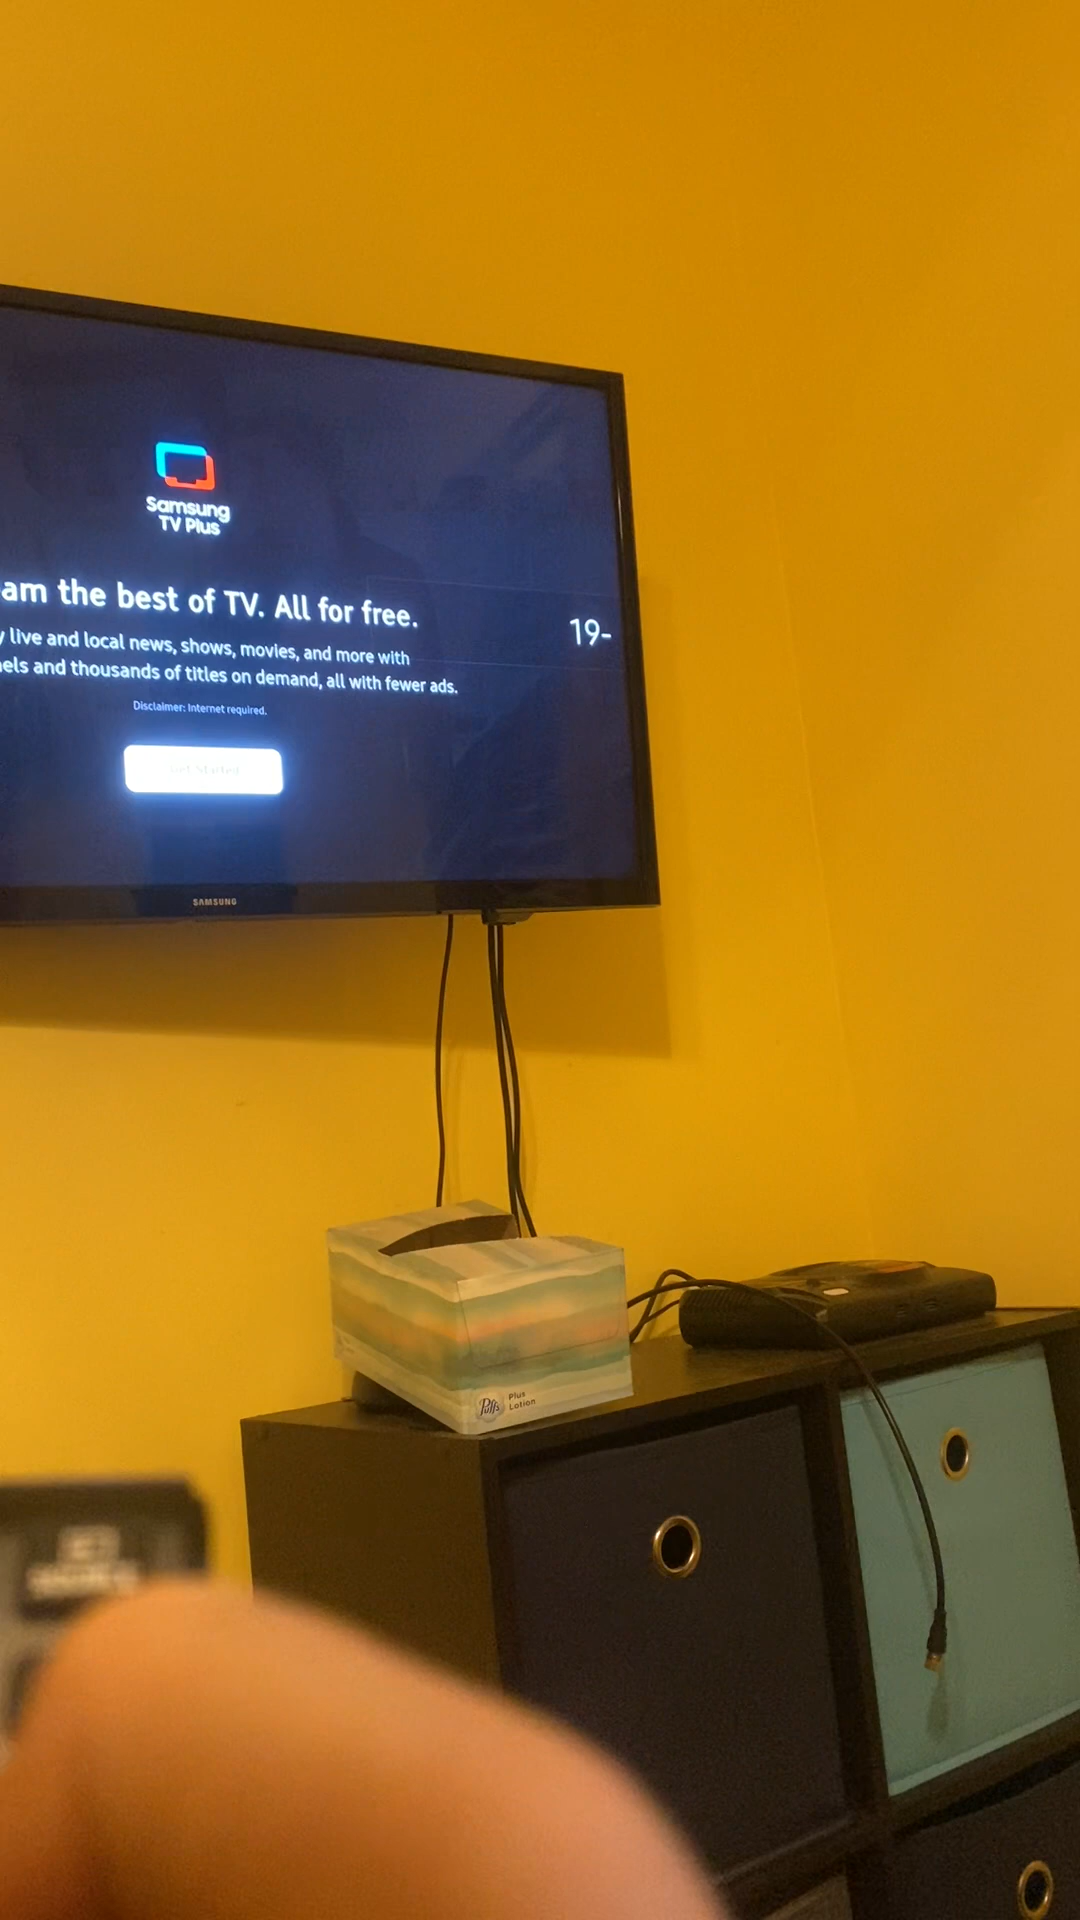 Samsung
TV Plus
am the best of TV. All for free.
y live and local news, shows, movies, and more with
els and thousands of titles on demand, all with fewer ads.
Disclaimer: Internet required.
Get Started
19-
SAMSUNG
Puffs
Plus
Lotion